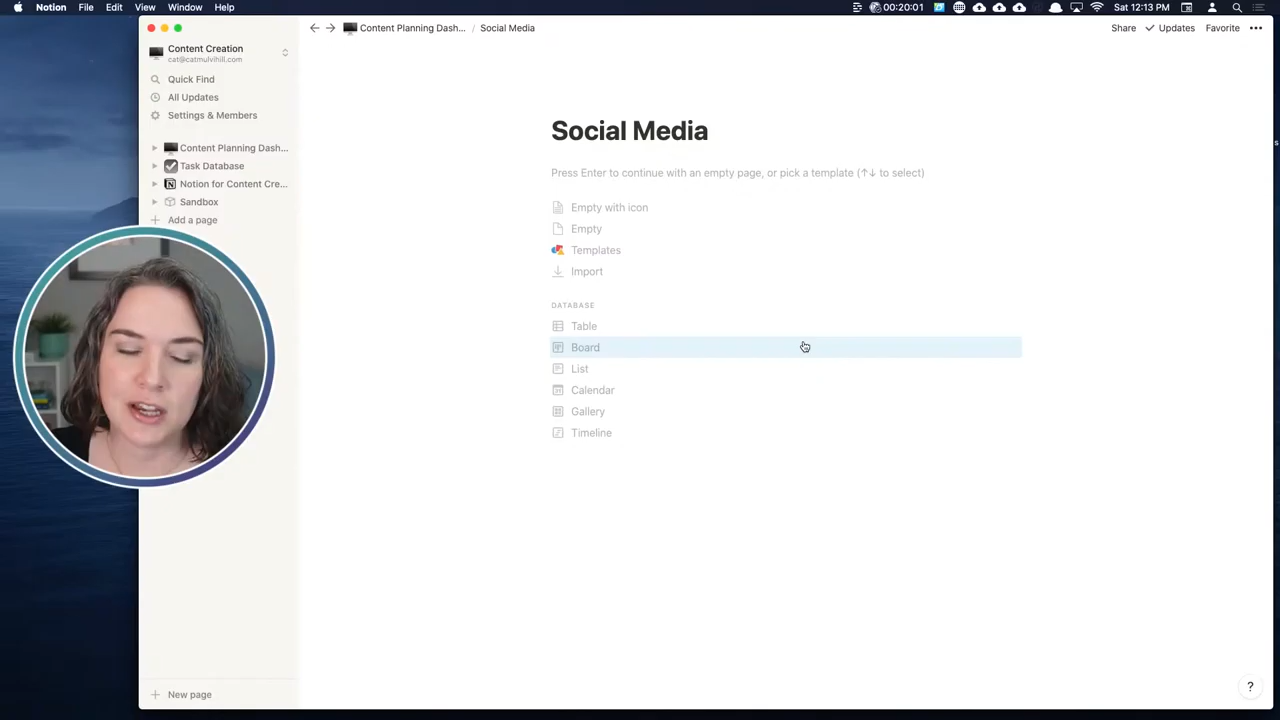 Notion File Edit View Window Help
00:20:01 Sat 12:13 PM
Content Planning Dash... / Social Media
Share Updates Favorite
Content Creation
cat@catmulvihill.com
Quick Find
All Updates
Settings & Members
Content Planning Dash...
Task Database
Notion for Content Cre...
Sandbox
Add a page
New page
Social Media
Press Enter to continue with an empty page, or pick a template (↑↓ to select)
Empty with icon
Empty
Templates
Import
DATABASE
Table
Board
List
Calendar
Gallery
Timeline
?